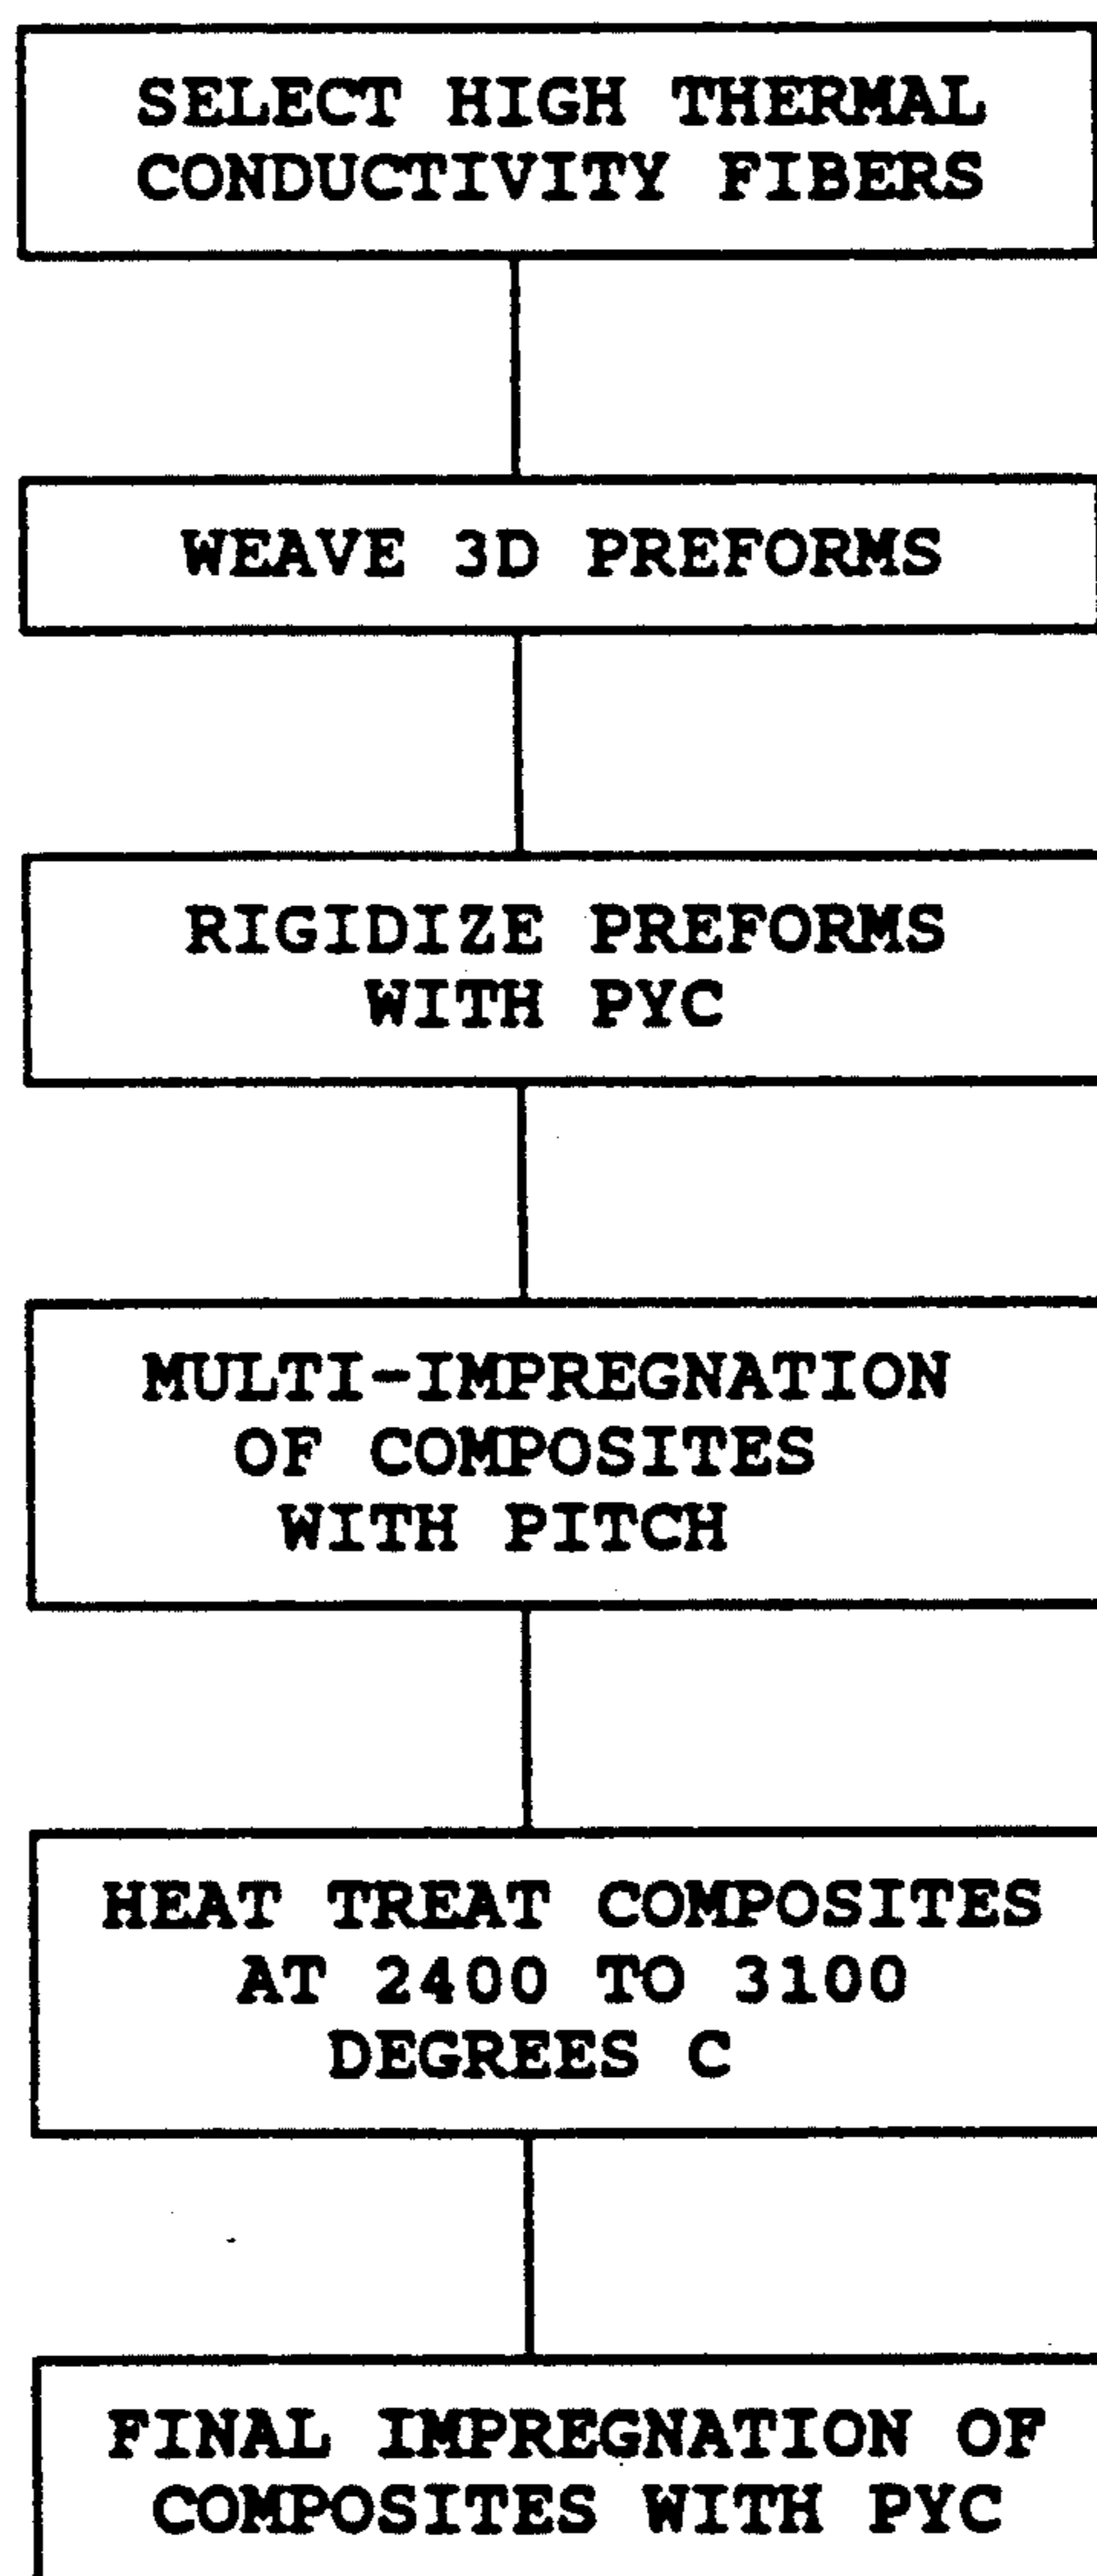 SELECT HIGH THERMAL
CONDUCTIVITY FIBERS
WEAVE 3D PREFORMS
RIGIDIZE PREFORMS
WITH PYC
MULTI-IMPREGNATION
OF COMPOSITES
WITH PITCH
HEAT TREAT COMPOSITES
AT 2400 TO 3100
DEGREES C
FINAL IMPREGNATION OF
COMPOSITES WITH PYC